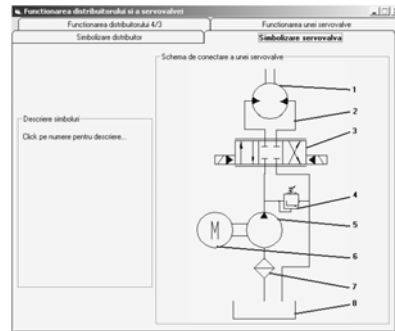 Functionarea distribuitorului si a servovalvei
Functionarea distribuitorului 4/3
Functionarea unei servovalve
Simbolizare distribuitor
Simbolizare servovalva
Descriere simboluri
Click pe numere pentru descriere...
Schema de conectare a unei servovalve
1
2
3
4
5
M
6
7
8